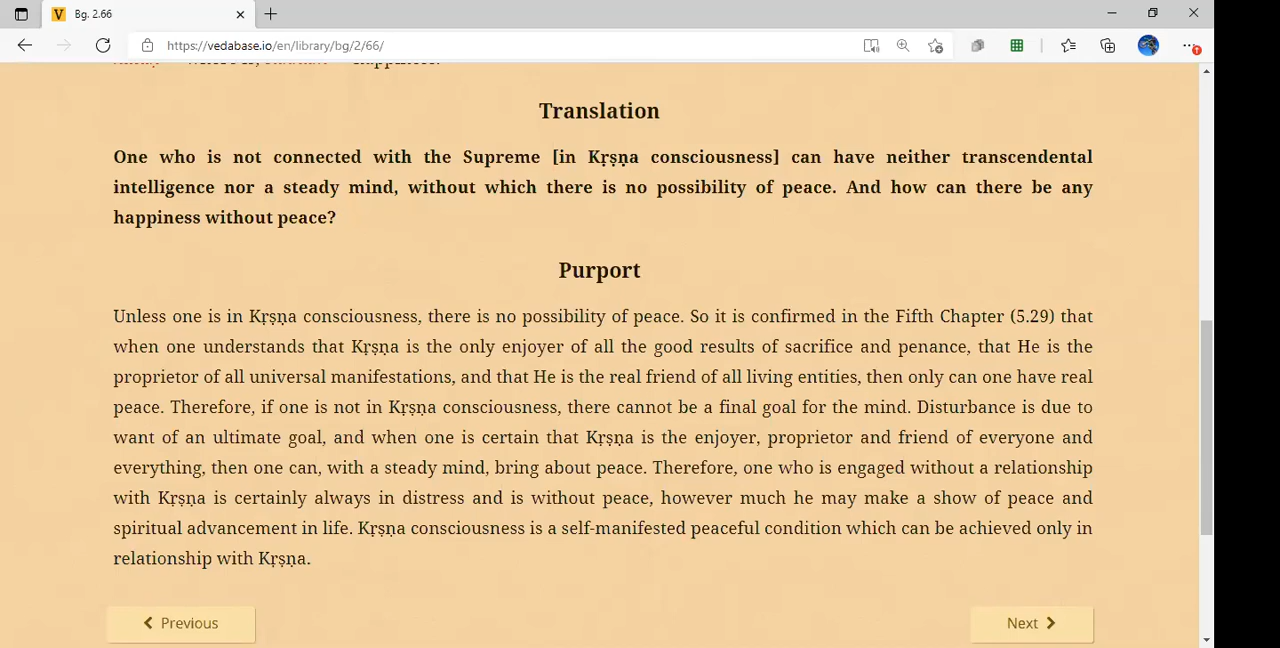 Bg. 2.66
https://vedabase.io/en/library/bg/2/66/
happiness.
Translation
One who is not connected with the Supreme [in Kṛṣṇa consciousness] can have neither transcendental
intelligence nor a steady mind, without which there is no possibility of peace. And how can there be any
happiness without peace?
Purport
Unless one is in Kṛṣṇa consciousness, there is no possibility of peace. So it is confirmed in the Fifth Chapter (5.29) that
when one understands that Kṛṣṇa is the only enjoyer of all the good results of sacrifice and penance, that He is the
proprietor of all universal manifestations, and that He is the real friend of all living entities, then only can one have real
peace. Therefore, if one is not in Kṛṣṇa consciousness, there cannot be a final goal for the mind. Disturbance is due to
want of an ultimate goal, and when one is certain that Kṛṣṇa is the enjoyer, proprietor and friend of everyone and
everything, then one can, with a steady mind, bring about peace. Therefore, one who is engaged without a relationship
with Kṛṣṇa is certainly always in distress and is without peace, however much he may make a show of peace and
spiritual advancement in life. Kṛṣṇa consciousness is a self-manifested peaceful condition which can be achieved only in
relationship with Kṛṣṇa.
Previous
Next